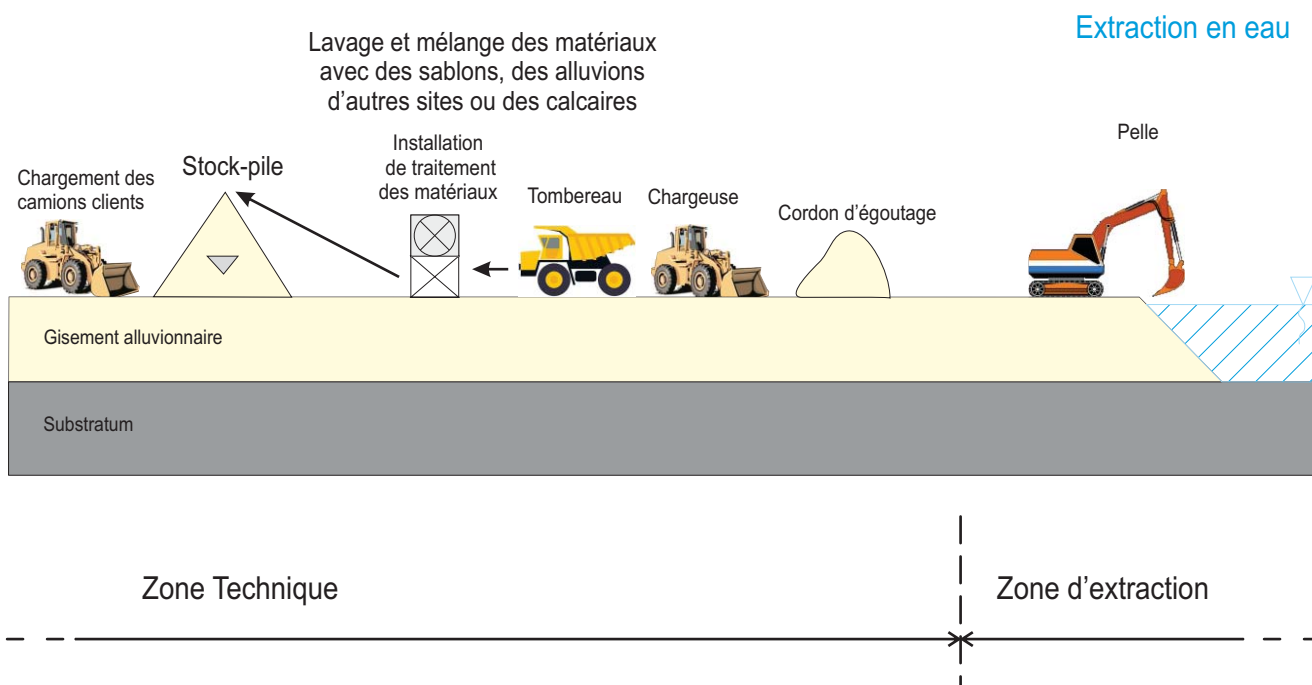 Extraction en eau
Lavage et mélange des matériaux
avec des sablons, des alluvions
d'autres sites ou des calcaires
Chargement des
camions clients
Stock-pile
Installation
de traitement
des matériaux
Tombereau
Chargeuse
Cordon d'égoutage
Pelle
Gisement alluvionnaire
Substratum
Zone Technique
Zone d'extraction